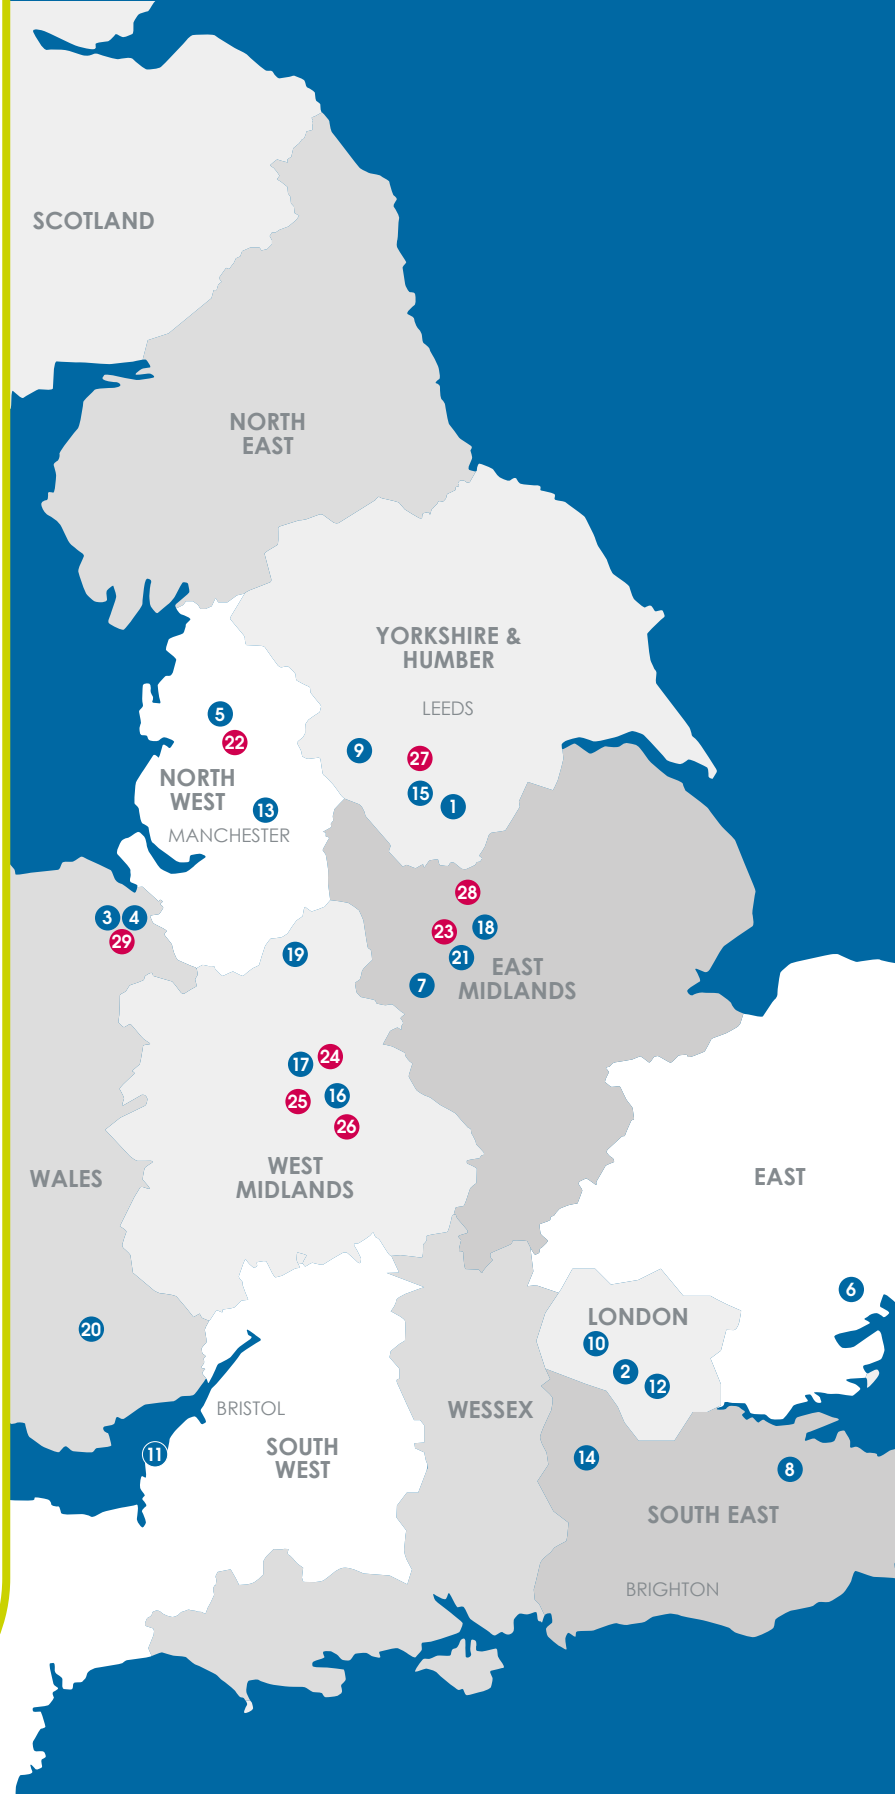 SCOTLAND
NORTH
EAST
YORKSHIRE &
HUMBER
LEEDS
5
22
9
27
NORTH
WEST
15
1
13
MANCHESTER
28
3
4
18
23
29
19
21
EAST
MIDLANDS
7
24
17
16
25
26
WEST
MIDLANDS
WALES
EAST
6
LONDON
20
10
2
12
BRISTOL
WESSEX
SOUTH
WEST
11
14
8
SOUTH EAST
BRIGHTON